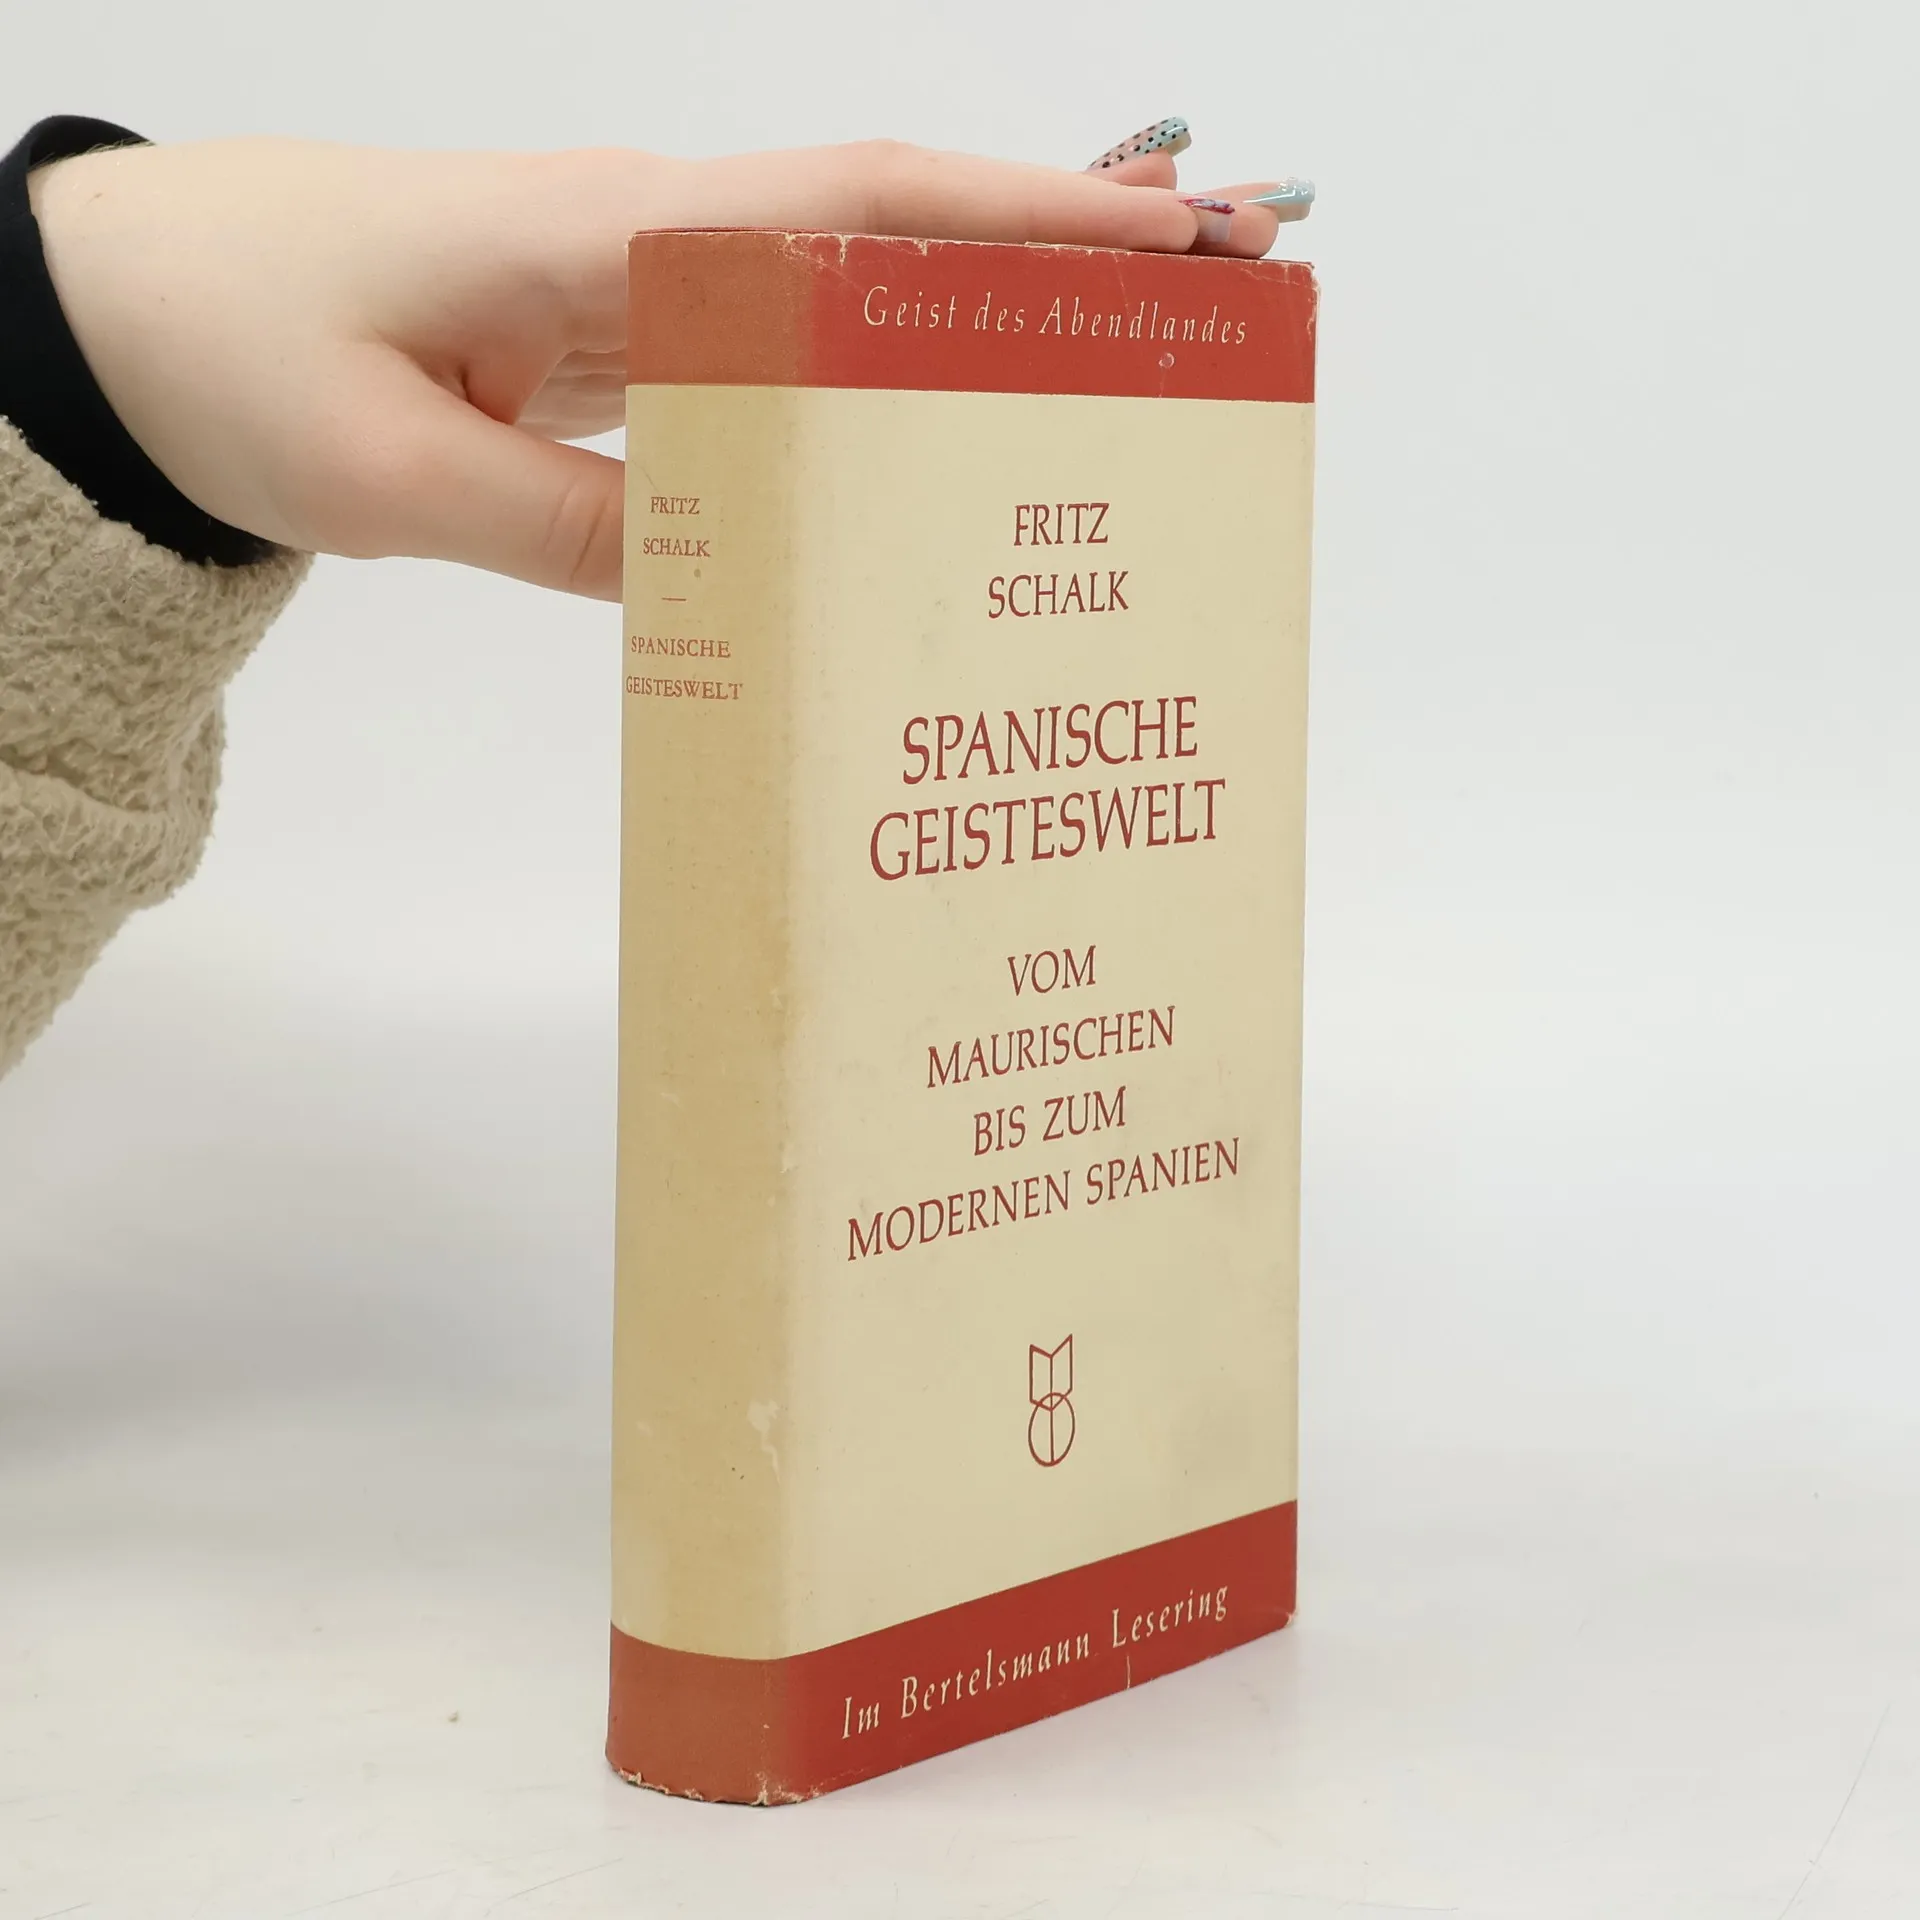 Geist des Abendlandes
FRITZ
SCHALK
SPANISCHE
GEISTESWELT
VOM
MAURISCHEN
BIS ZUM
MODERNEN SPANIEN
Im Bertelsmann Lesering
FRITZ
SCHALK
—
SPANISCHE
GEISTESWELT